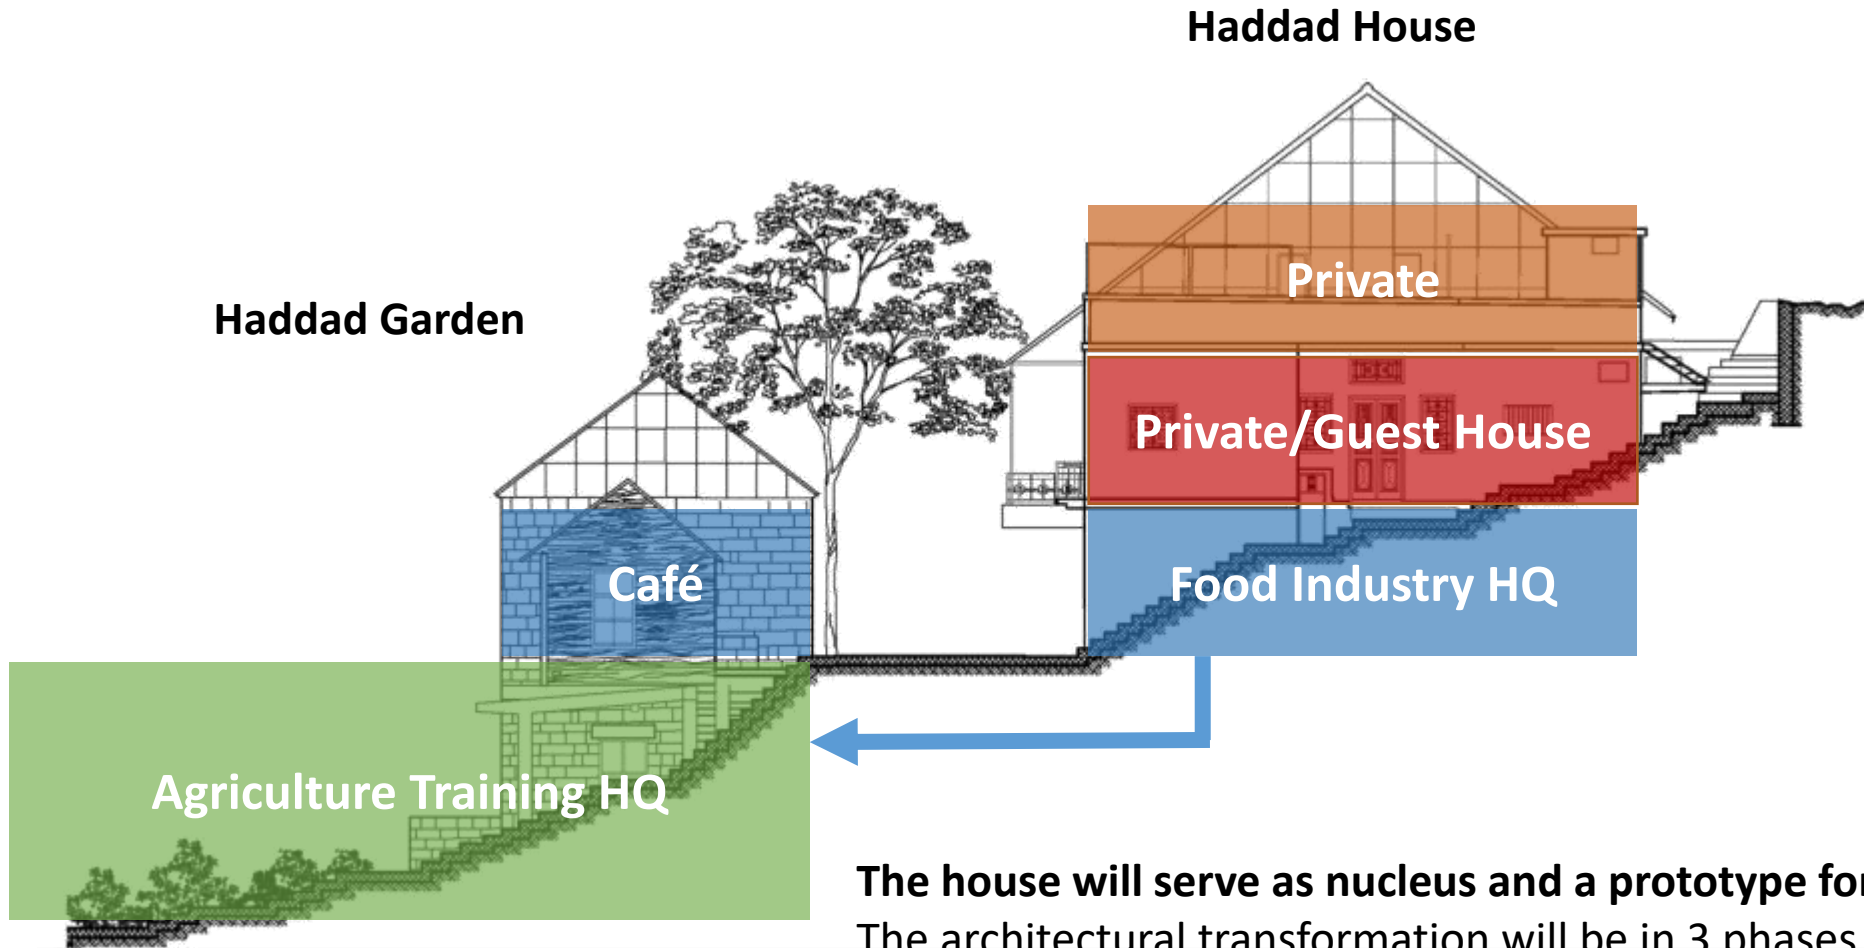 Haddad House
Haddad Garden
Private
Private/Guest House
Café
Food Industry HQ
Agriculture Training HQ
The house will serve as nucleus and a prototype for
The architectural transformation will be in 3 phases